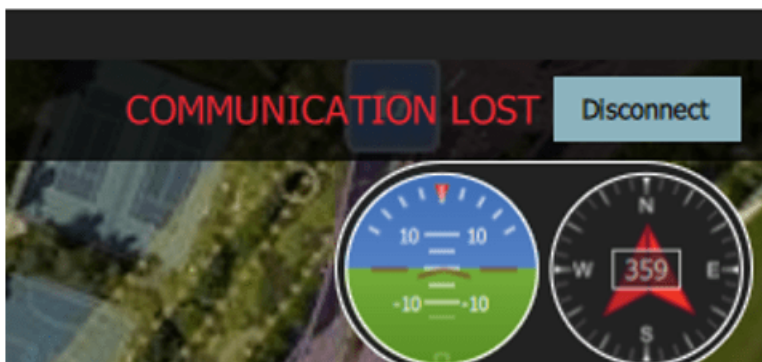 COMMUNICATION LOST Disconnect
10 10
-10 -10
N
W 359 E
S